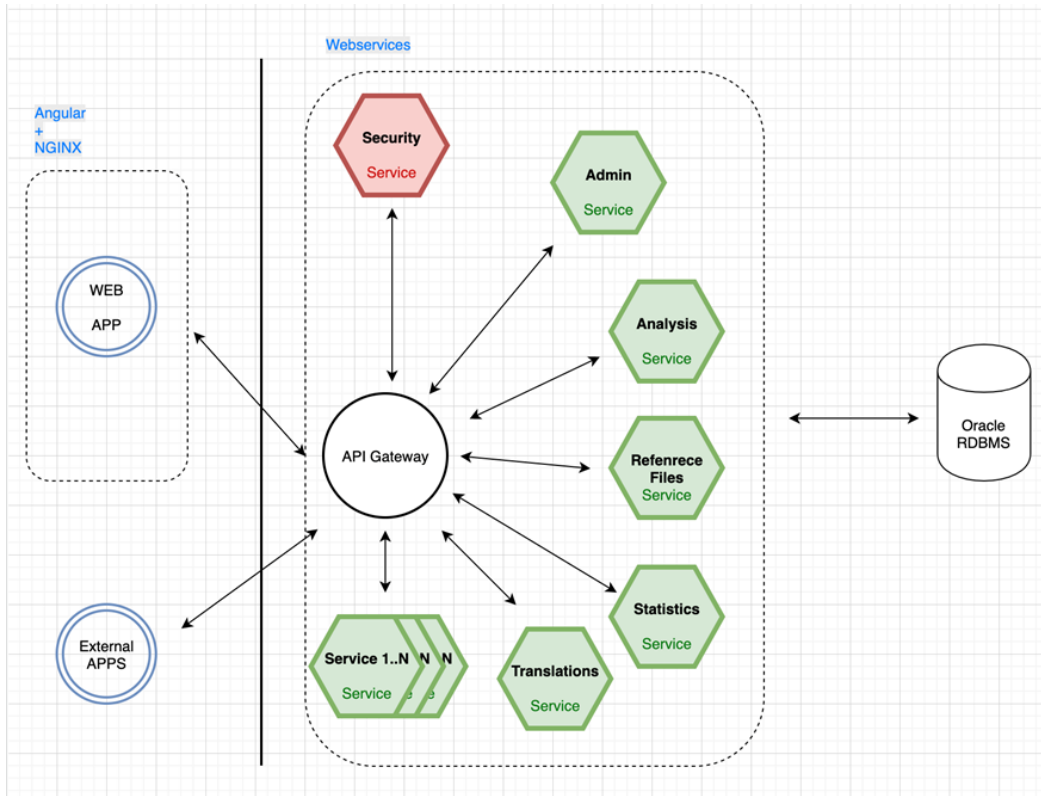 Webservices
Angular
+
NGINX
Security
Service
Admin
Service
WEB
APP
Analysis
Service
API Gateway
Oracle
RDBMS
Refenrece
Files
Service
External
APPS
Service 1..N
N
N
Service
e
e
Translations
Service
Statistics
Service